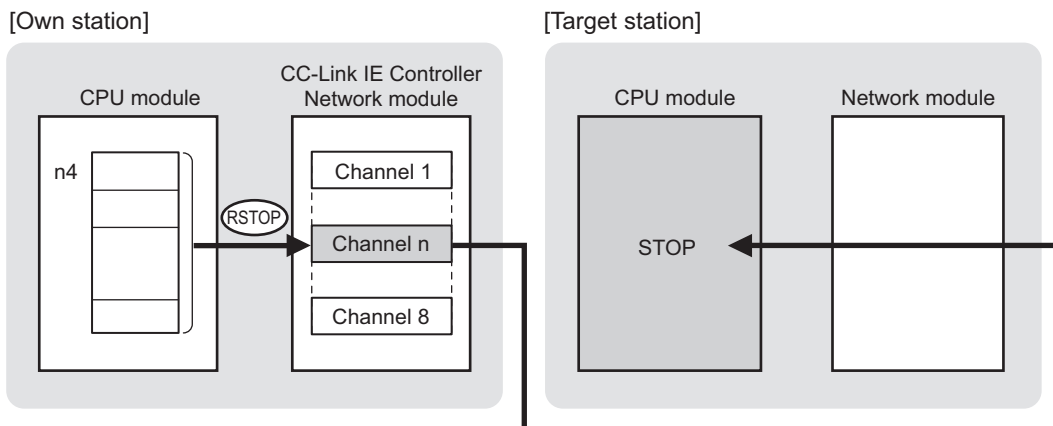 [Own station]
[Target station]
CPU module
CC-Link IE Controller
Network module
CPU module
Network module
n4
Channel 1
RSTOP
Channel n
STOP
Channel 8